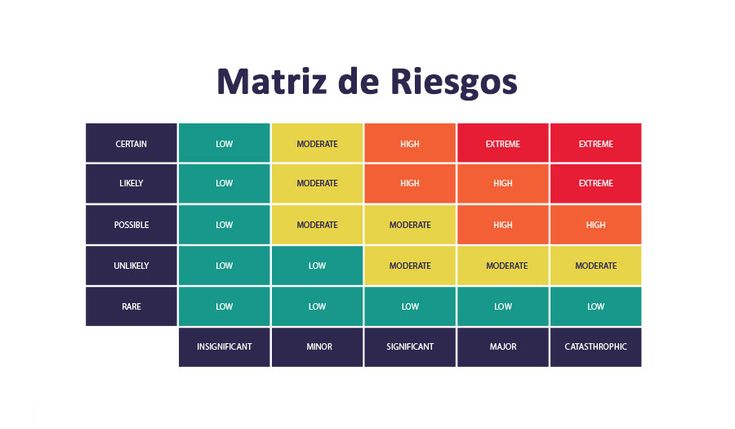 Matriz de Riesgos
CERTAIN LOW MODERATE HIGH EXTREME EXTREME
LIKELY LOW MODERATE HIGH HIGH EXTREME
POSSIBLE LOW MODERATE MODERATE HIGH HIGH
UNLIKELY LOW LOW MODERATE MODERATE MODERATE
RARE LOW LOW LOW LOW LOW
INSIGNIFICANT MINOR SIGNIFICANT MAJOR CATASTHROPHIC